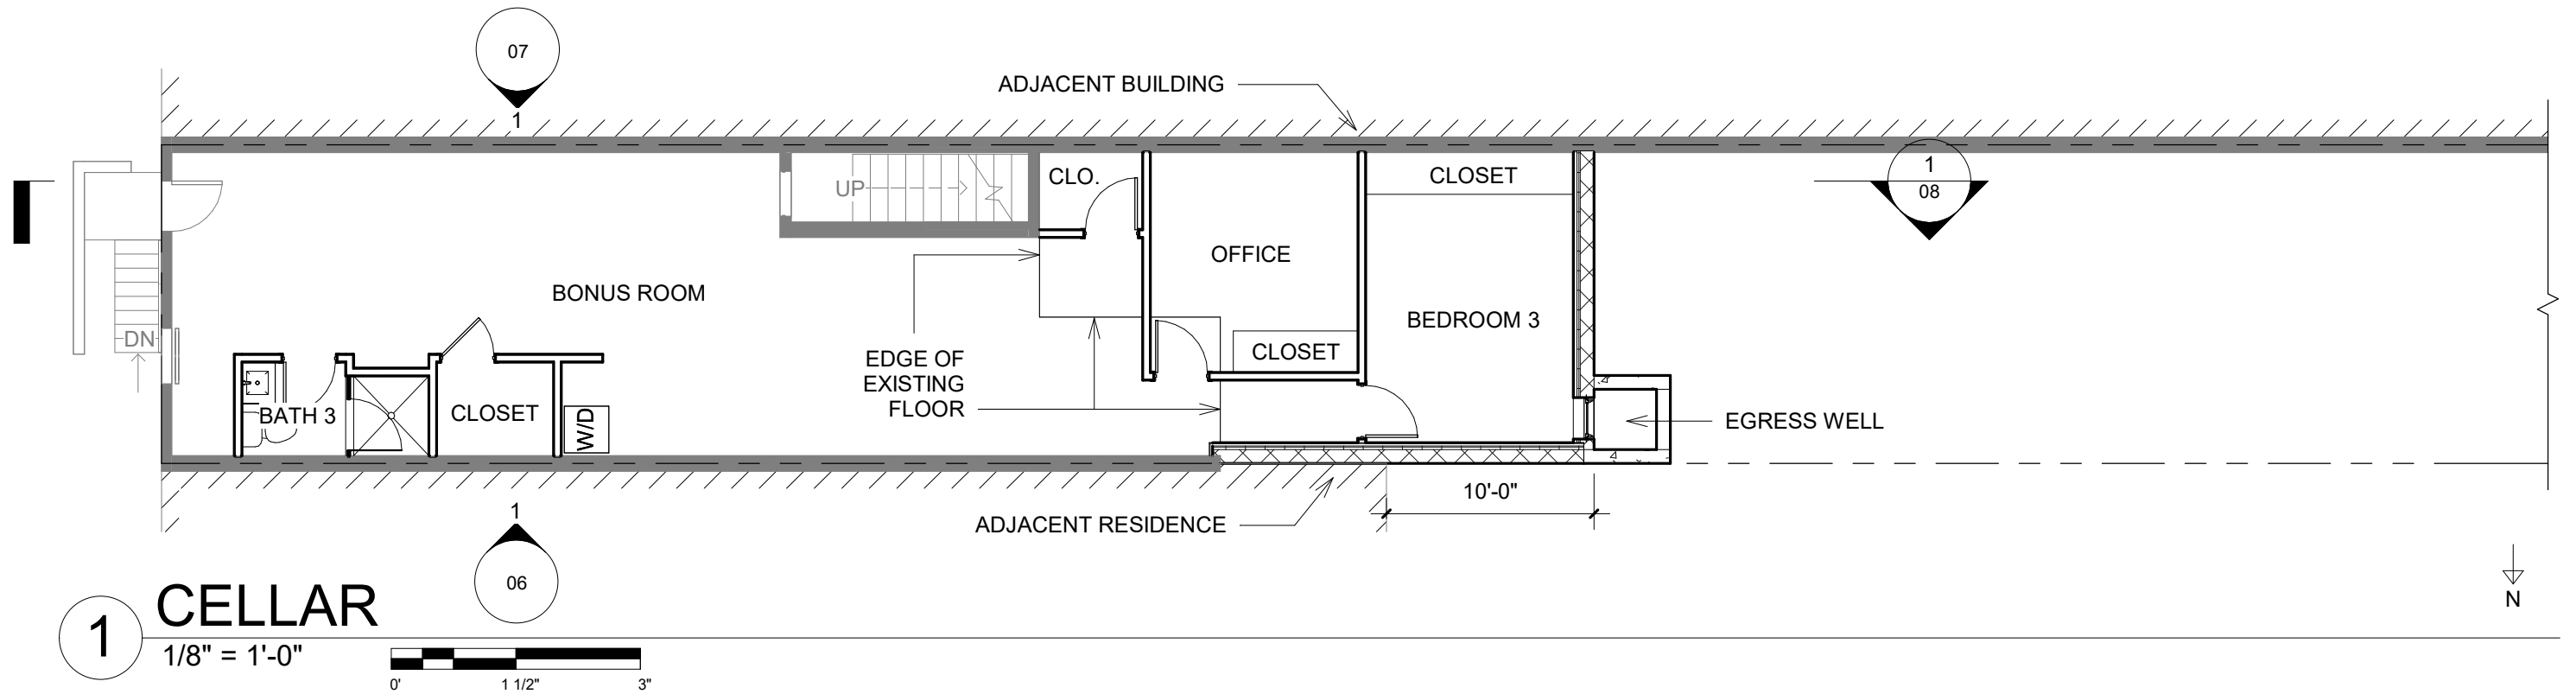 07
1
ADJACENT BUILDING
1
08
UP
CLO.
CLOSET
OFFICE
BONUS ROOM
BEDROOM 3
DN
EDGE OF
EXISTING
FLOOR
CLOSET
BATH 3
CLOSET
W/D
EGRESS WELL
10'-0"
1
ADJACENT RESIDENCE
06
N
1
CELLAR
1/8" = 1'-0"
0'
1 1/2"
3"